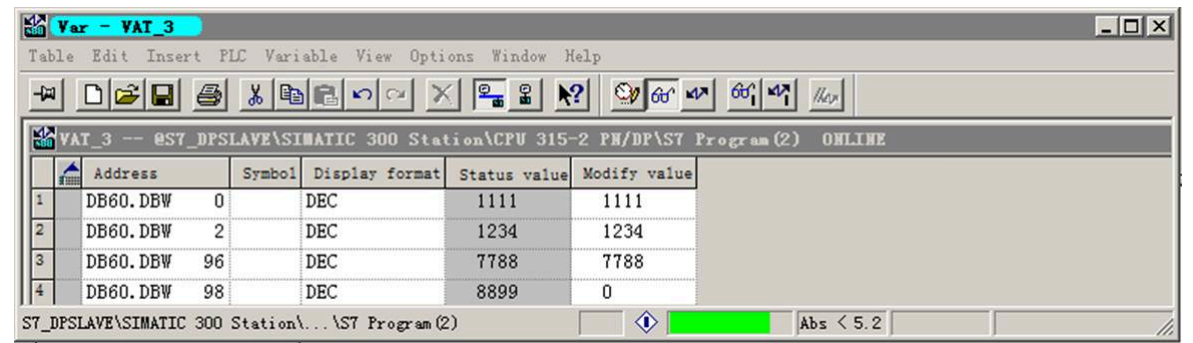 Var - VAT_3
Table Edit Insert PLC Variable View Options Window Help
VAT_3 -- @S7_DPSLAVE\SIMATIC 300 Station\CPU 315-2 PN/DP\S7 Program(2) ONLINE
Address Symbol Display format Status value Modify value
1 DB60.DBW 0 DEC 1111 1111
2 DB60.DBW 2 DEC 1234 1234
3 DB60.DBW 96 DEC 7788 7788
4 DB60.DBW 98 DEC 8899 0
S7_DPSLAVE\SIMATIC 300 Station\...\S7 Program(2) Abs < 5.2